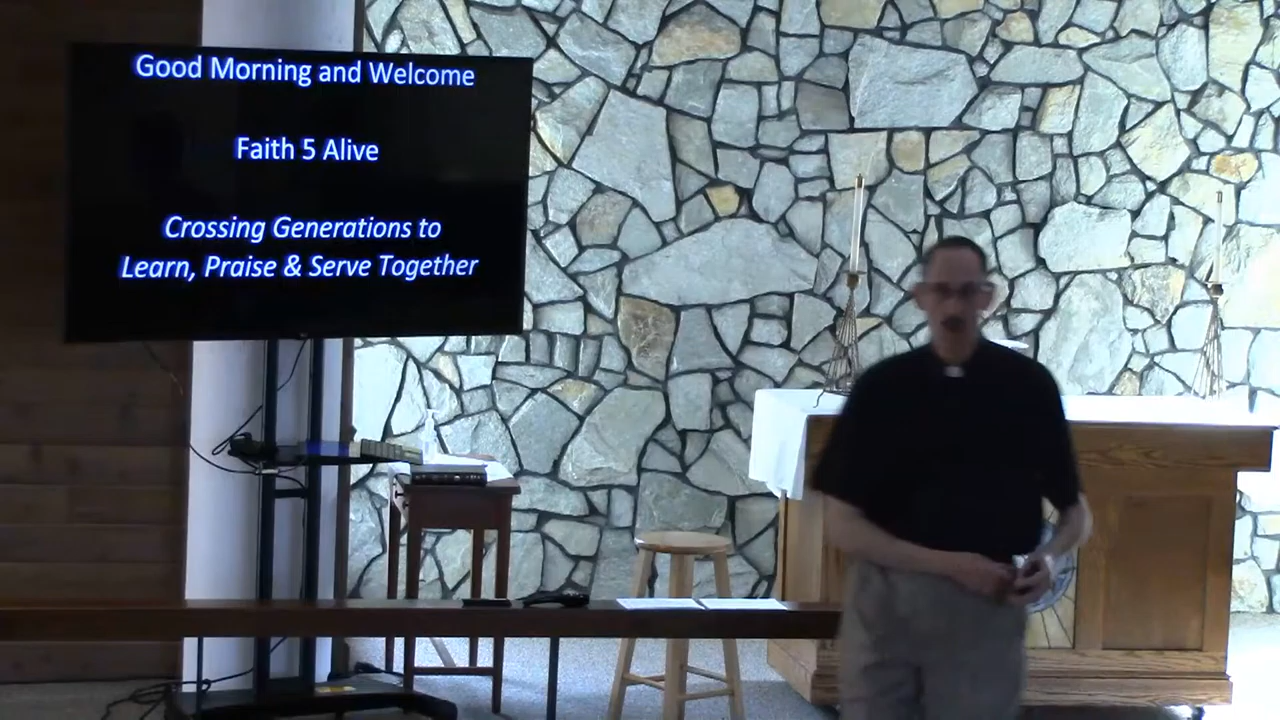 Good Morning and Welcome
Faith 5 Alive
Crossing Generations to
Learn, Praise & Serve Together